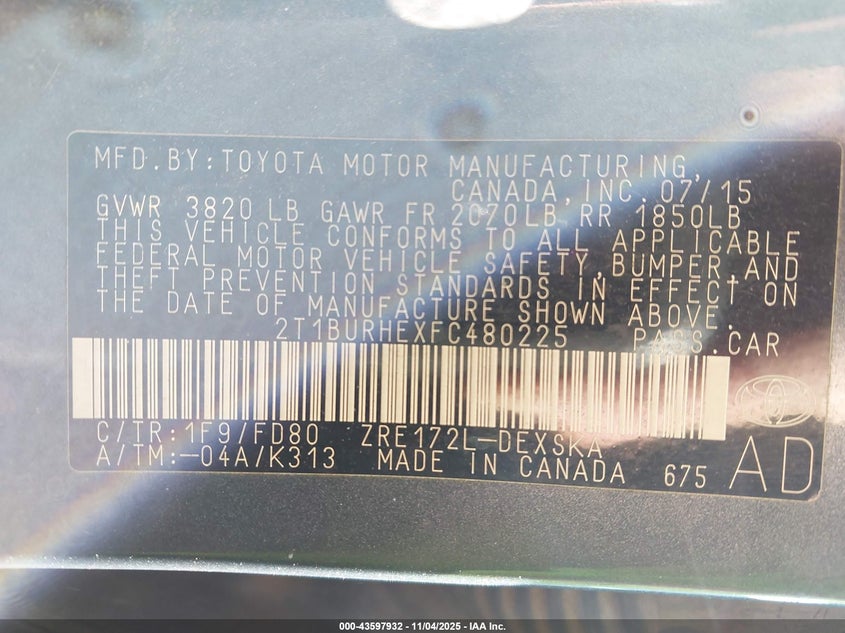 MFD.BY:TOYOTA MOTOR MANUFACTURING,
CANADA,INC.07/15
GVWR 3820 LB GAWR FR 2070LB RR 1850LB
THIS VEHICLE CONFORMS TO ALL APPLICABLE
FEDERAL MOTOR VEHICLE SAFETY,BUMPER AND
THEFT PREVENTION STANDARDS IN EFFECT ON
THE DATE OF MANUFACTURE SHOWN ABOVE.
2T1BURHEXFC480225 PASS.CAR
C/TR:1F9/FD80 ZRE172L-DEXSKA
A/TM:-04A/K313 MADE IN CANADA 675
AD
000-43597932 - 11/04/2025 - IAA Inc.